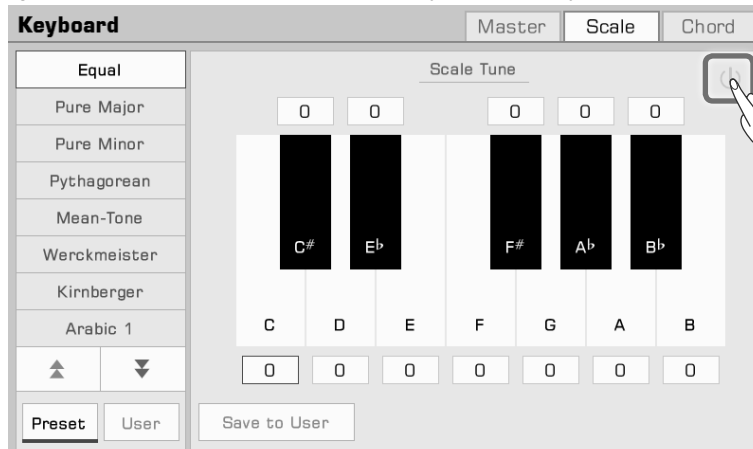 Keyboard
Master Scale Chord
Equal
Pure Major
Pure Minor
Pythagorean
Mean-Tone
Werckmeister
Kirnberger
Arabic 1
Preset User
Scale Tune
0 0 0 0 0
C# E♭ F# A♭ B♭
C D E F G A B
0 0 0 0 0 0 0
Save to User